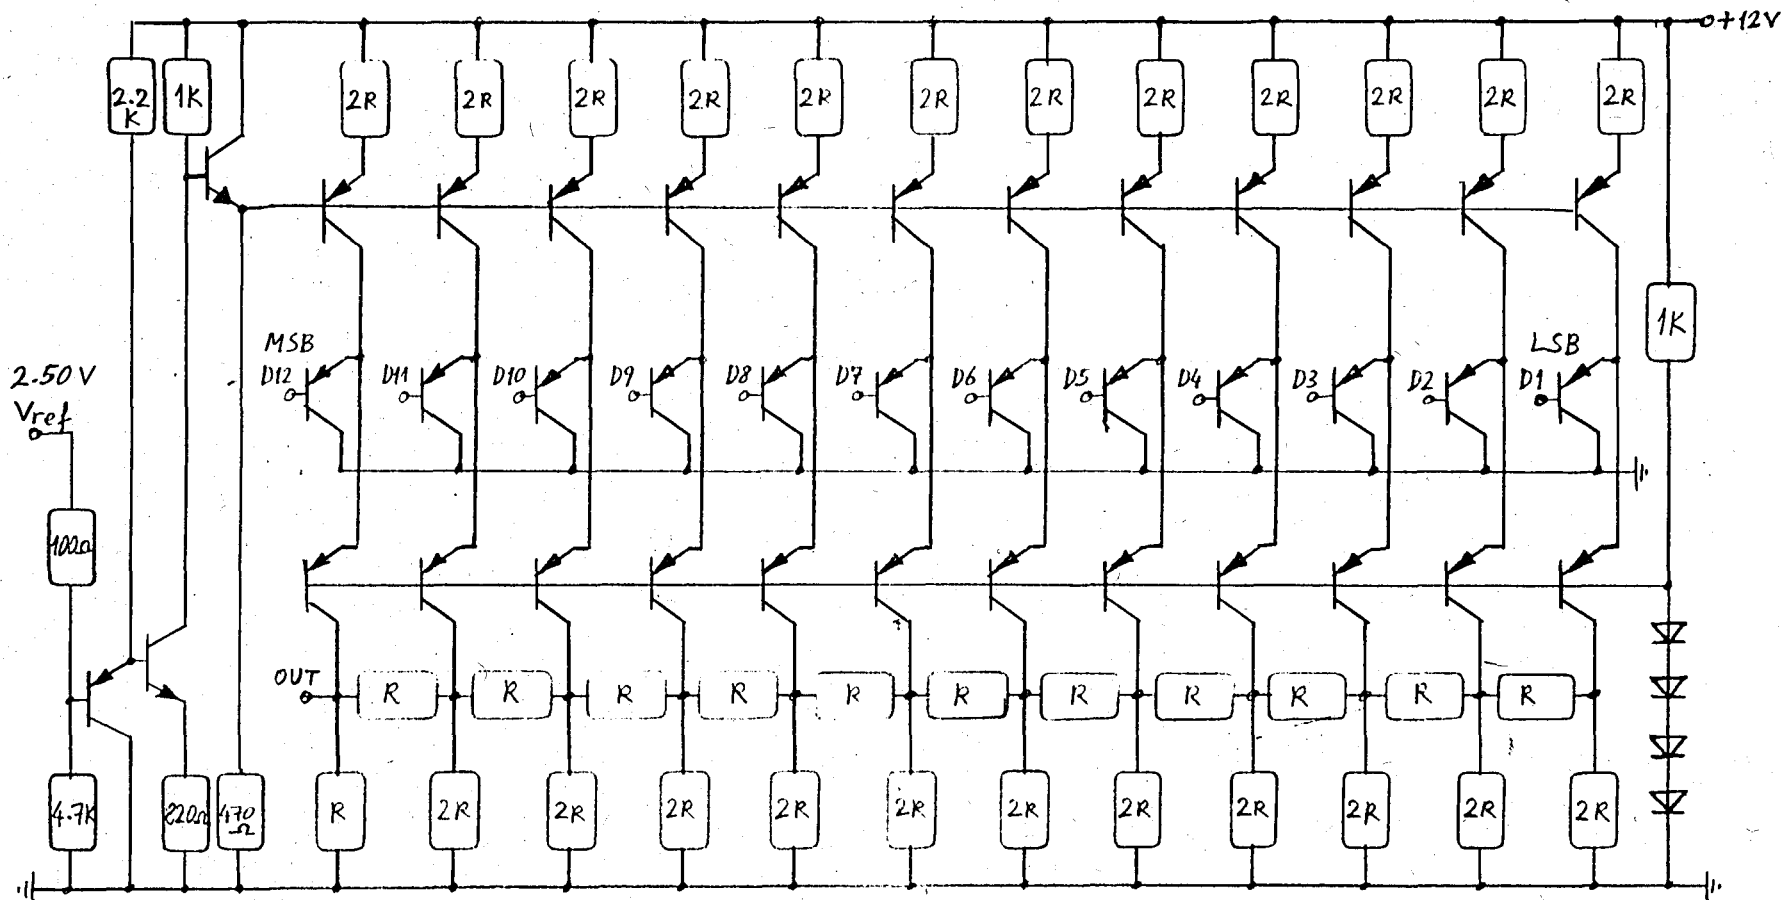 +12V
2.2 K
1K
2R 2R 2R 2R 2R 2R 2R 2R 2R 2R 2R 2R
1K
MSB
LSB
D12 D11 D10 D9 D8 D7 D6 D5 D4 D3 D2 D1
2.50V
Vref
100Ω
OUT
R R R R R R R R R R R
4.7K
220Ω
470 Ω
R 2R 2R 2R 2R 2R 2R 2R 2R 2R 2R 2R